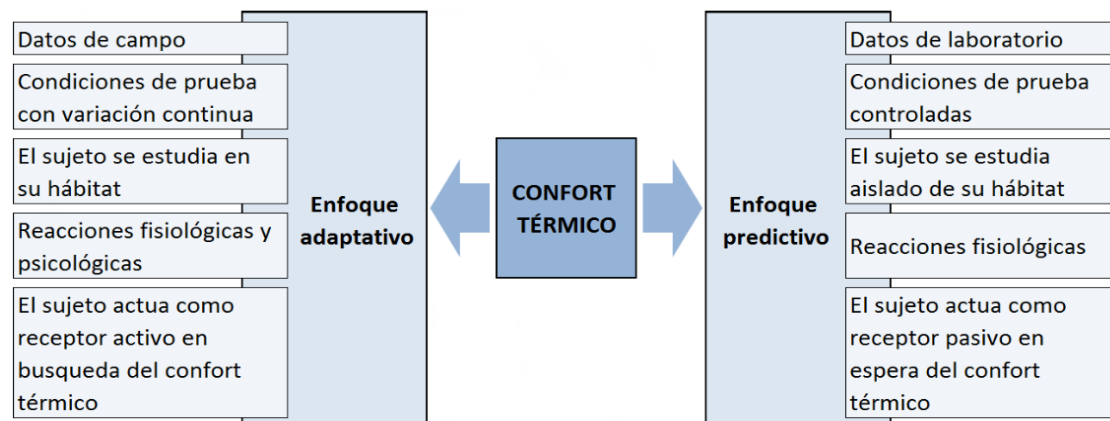 Datos de campo
Condiciones de prueba
con variación continua
El sujeto se estudia en
su hábitat
Reacciones fisiológicas y
psicológicas
El sujeto actua como
receptor activo en
busqueda del confort
térmico
Enfoque
adaptativo
CONFORT
TÉRMICO
Enfoque
predictivo
Datos de laboratorio
Condiciones de prueba
controladas
El sujeto se estudia
aislado de su hábitat
Reacciones fisiológicas
El sujeto actua como
receptor pasivo en
espera del confort
térmico